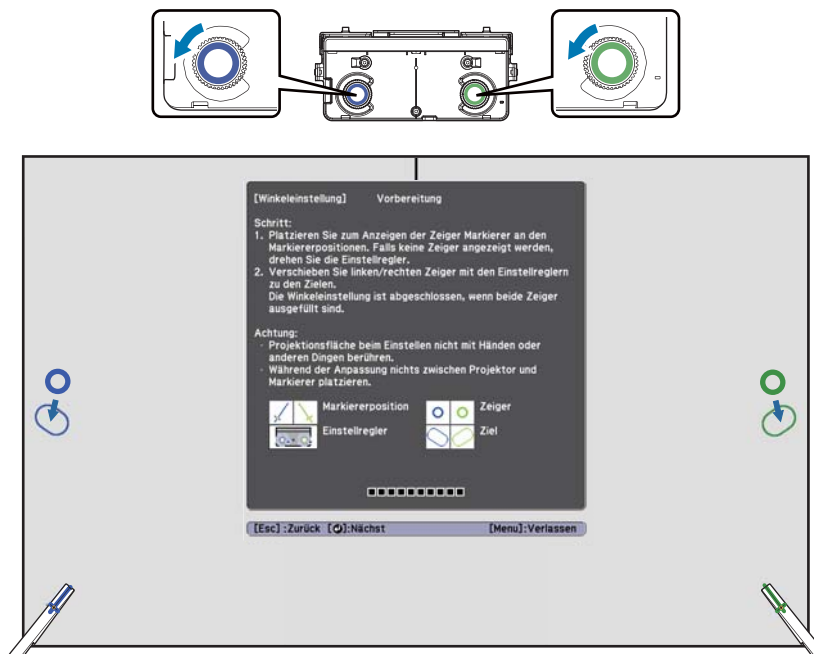 [Winkeleinstellung] Vorbereitung
Schritt:
1. Platzieren Sie zum Anzeigen der Zeiger Markierer an den
Markiererpositionen. Falls keine Zeiger angezeigt werden,
drehen Sie die Einstellregler.
2. Verschieben Sie linken/rechten Zeiger mit den Einstellreglern
zu den Zielen.
Die Winkeleinstellung ist abgeschlossen, wenn beide Zeiger
ausgefüllt sind.
Achtung:
· Projektionsfläche beim Einstellen nicht mit Händen oder
anderen Dingen berühren.
· Während der Anpassung nichts zwischen Projektor und
Markierer platzieren.
Markiererposition Zeiger
Einstellregler Ziel
[Esc] :Zurück [↵]:Nächst [Menu]:Verlassen